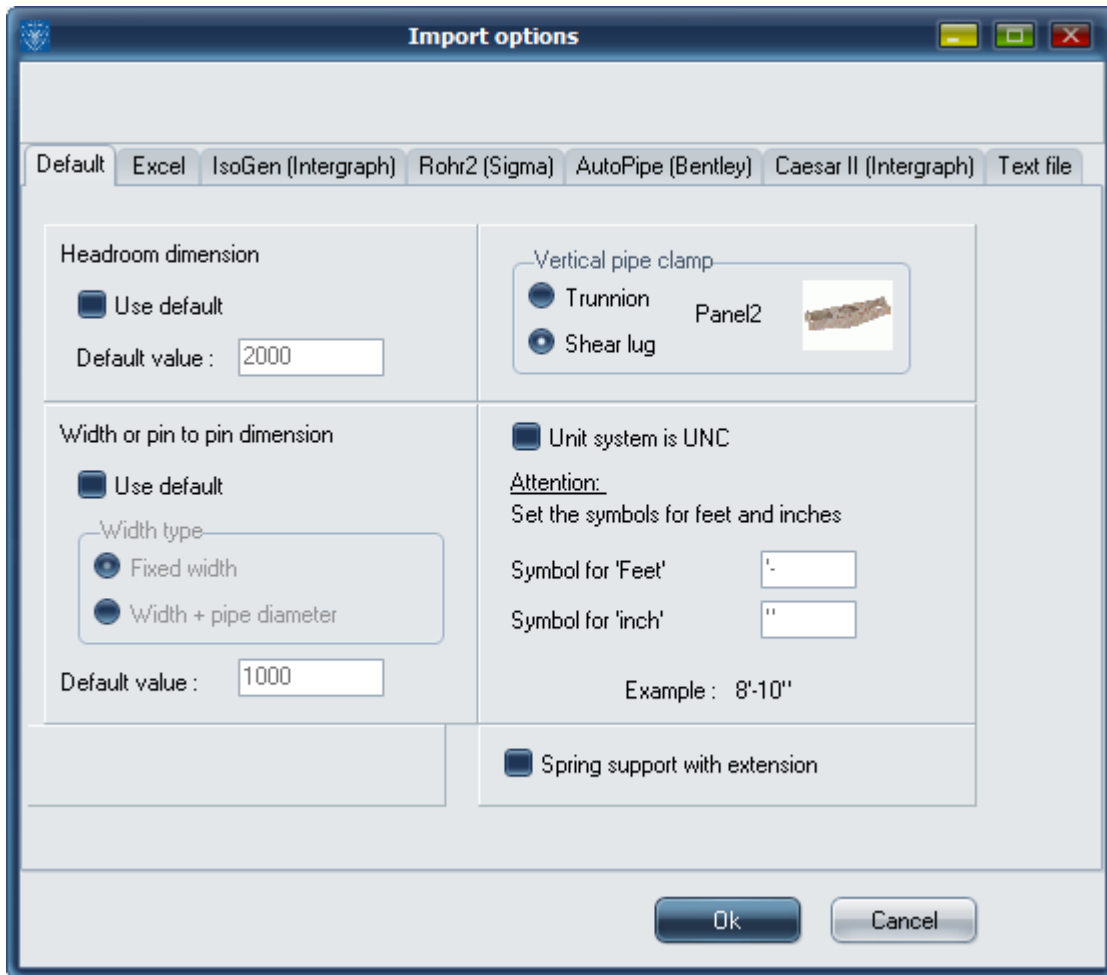 Import options
Default Excel IsoGen (Intergraph) Rohr2 (Sigma) AutoPipe (Bentley) Caesar II (Intergraph) Text file
Headroom dimension
Use default
Default value : 2000
Vertical pipe clamp
Trunnion
Panel2
Shear lug
Width or pin to pin dimension
Use default
Width type
Fixed width
Width + pipe diameter
Default value : 1000
Unit system is UNC
Attention:
Set the symbols for feet and inches
Symbol for 'Feet' '-
Symbol for 'inch' ''
Example : 8'-10''
Spring support with extension
Ok Cancel